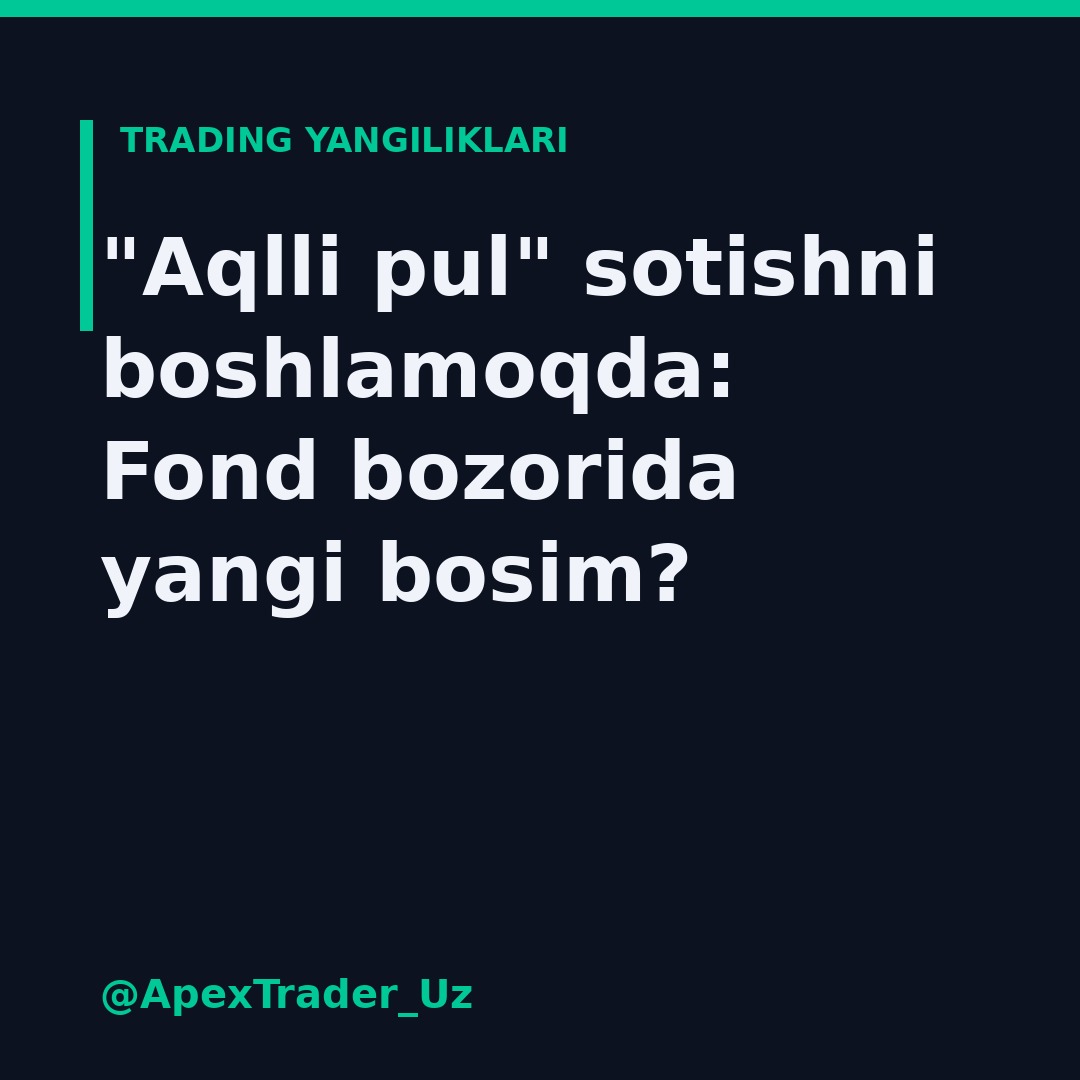 TRADING YANGILIKLARI
"Aqlli pul" sotishni
boshlamoqda:
Fond bozorida
yangi bosim?
@ApexTrader_Uz